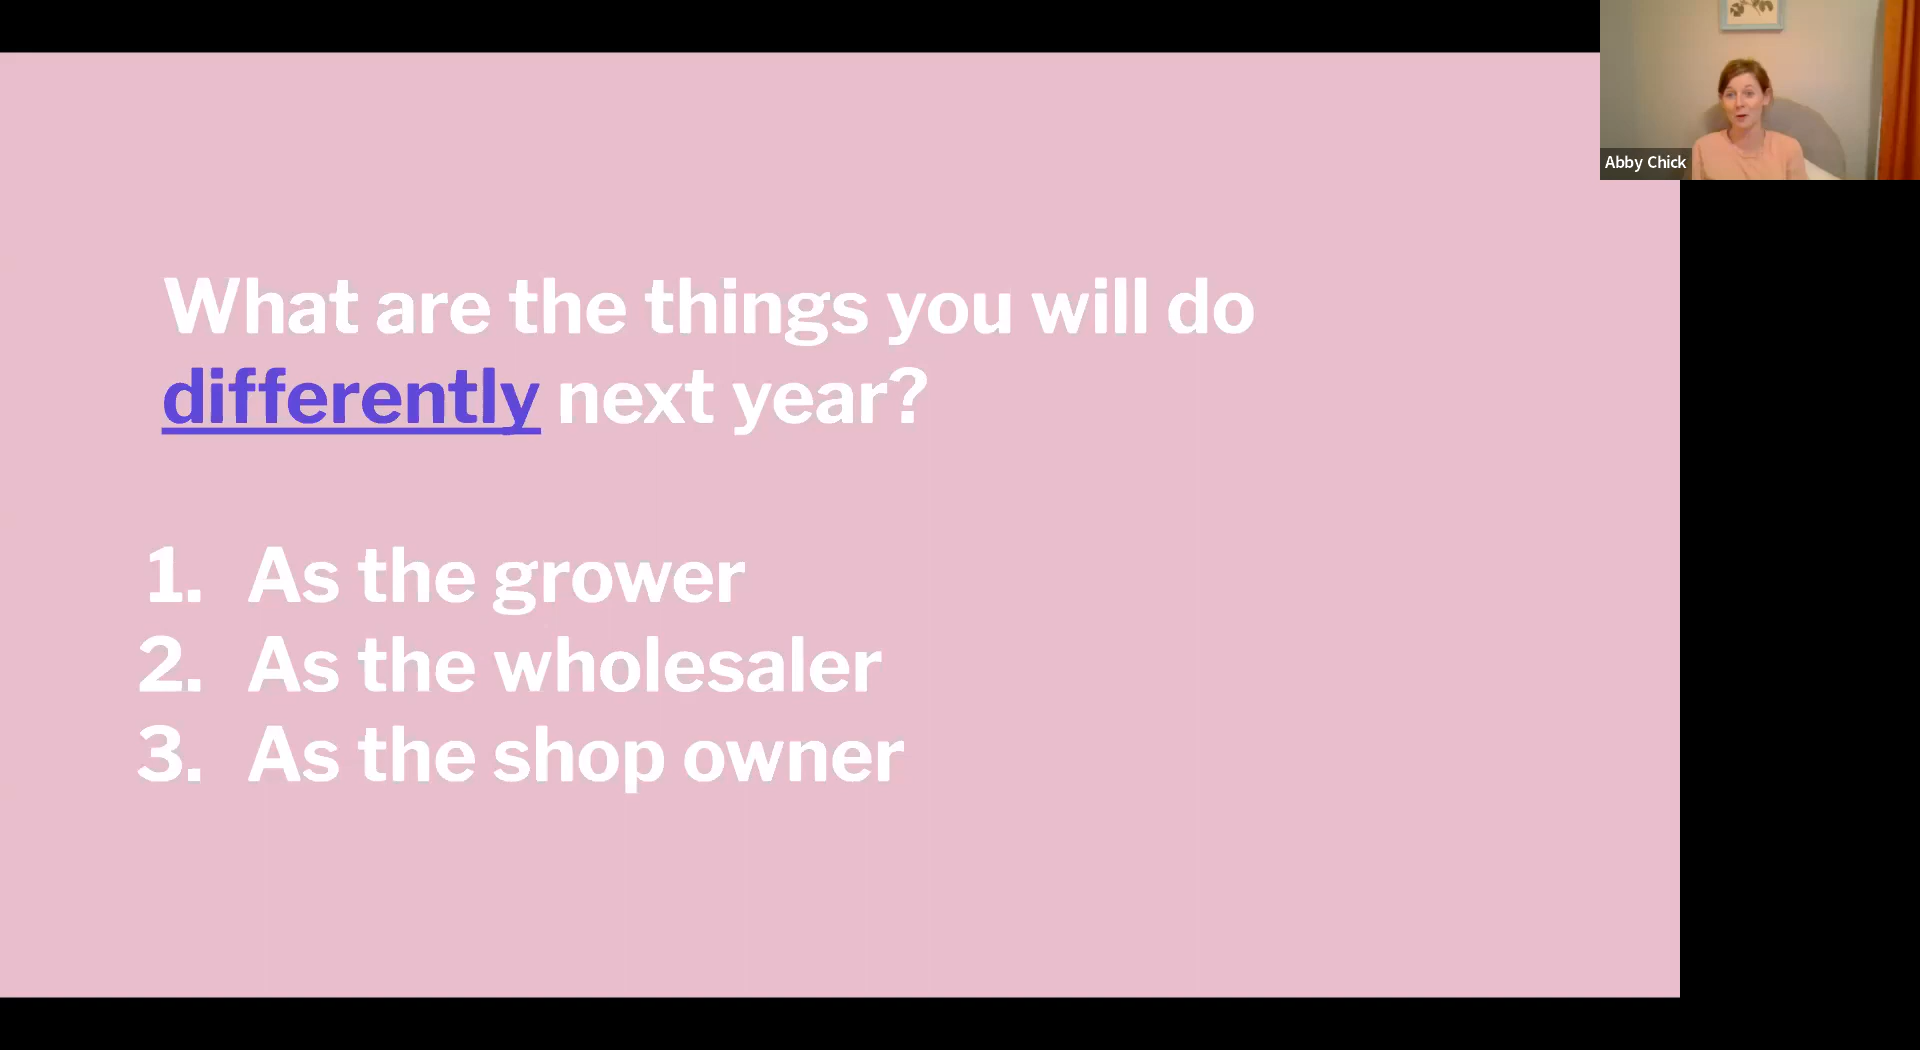 What are the things you will do
differently next year?
1. As the grower
2. As the wholesaler
3. As the shop owner
Abby Chick